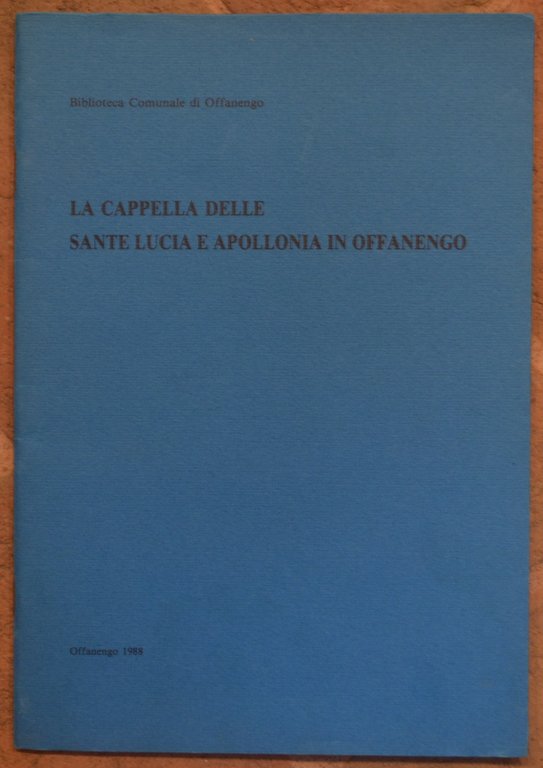 Biblioteca Comunale di Offanengo
LA CAPPELLA DELLE
SANTE LUCIA E APOLLONIA IN OFFANENGO
Offanengo 1988